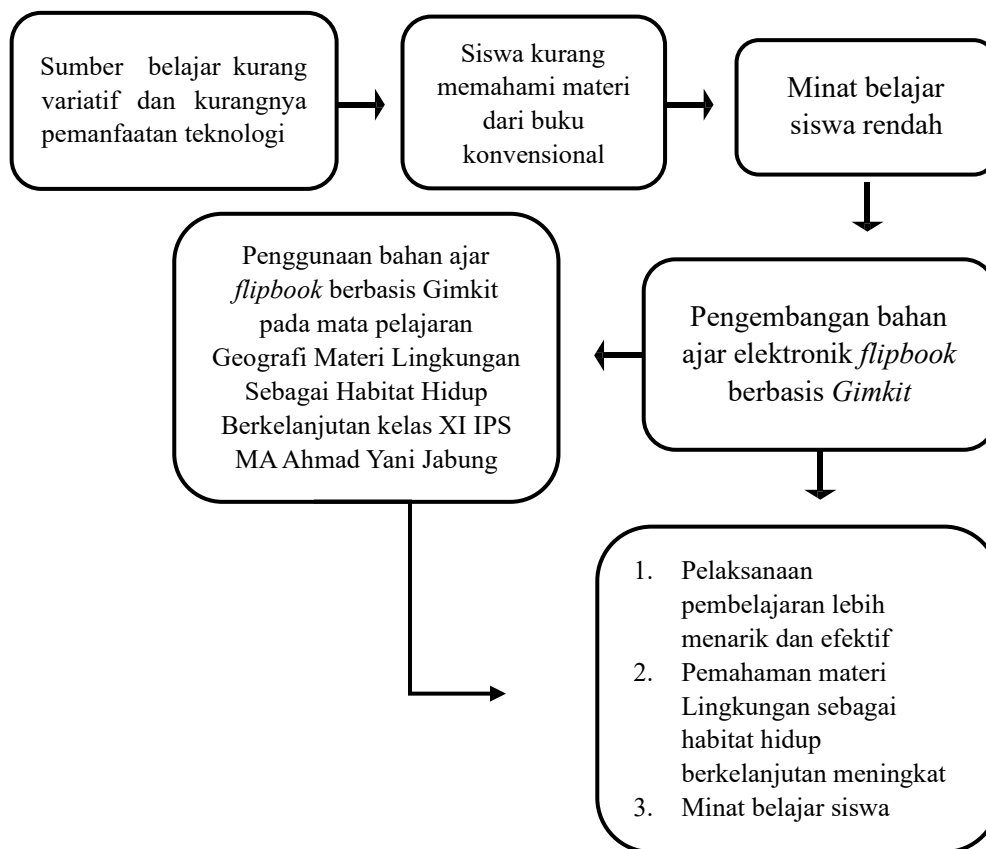 Sumber belajar kurang
variatif dan kurangnya
pemanfaatan teknologi
Siswa kurang
memahami materi
dari buku
konvensional
Minat belajar
siswa rendah
Penggunaan bahan ajar
flipbook berbasis Gimkit
pada mata pelajaran
Geografi Materi Lingkungan
Sebagai Habitat Hidup
Berkelanjutan kelas XI IPS
MA Ahmad Yani Jabung
Pengembangan bahan
ajar elektronik flipbook
berbasis Gimkit
1. Pelaksanaan
pembelajaran lebih
menarik dan efektif
2. Pemahaman materi
Lingkungan sebagai
habitat hidup
berkelanjutan meningkat
3. Minat belajar siswa